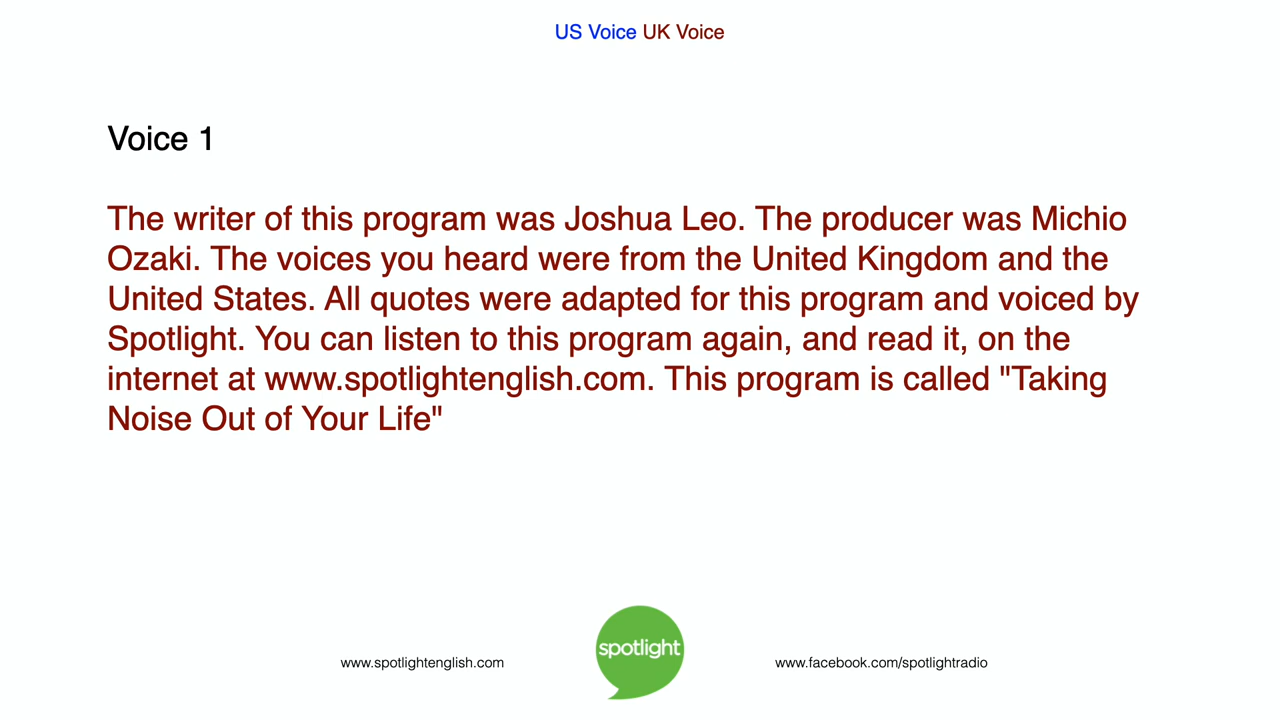 US Voice UK Voice
Voice 1
The writer of this program was Joshua Leo. The producer was Michio
Ozaki. The voices you heard were from the United Kingdom and the
United States. All quotes were adapted for this program and voiced by
Spotlight. You can listen to this program again, and read it, on the
internet at www.spotlightenglish.com. This program is called "Taking
Noise Out of Your Life"
www.spotlightenglish.com
spotlight
www.facebook.com/spotlightradio